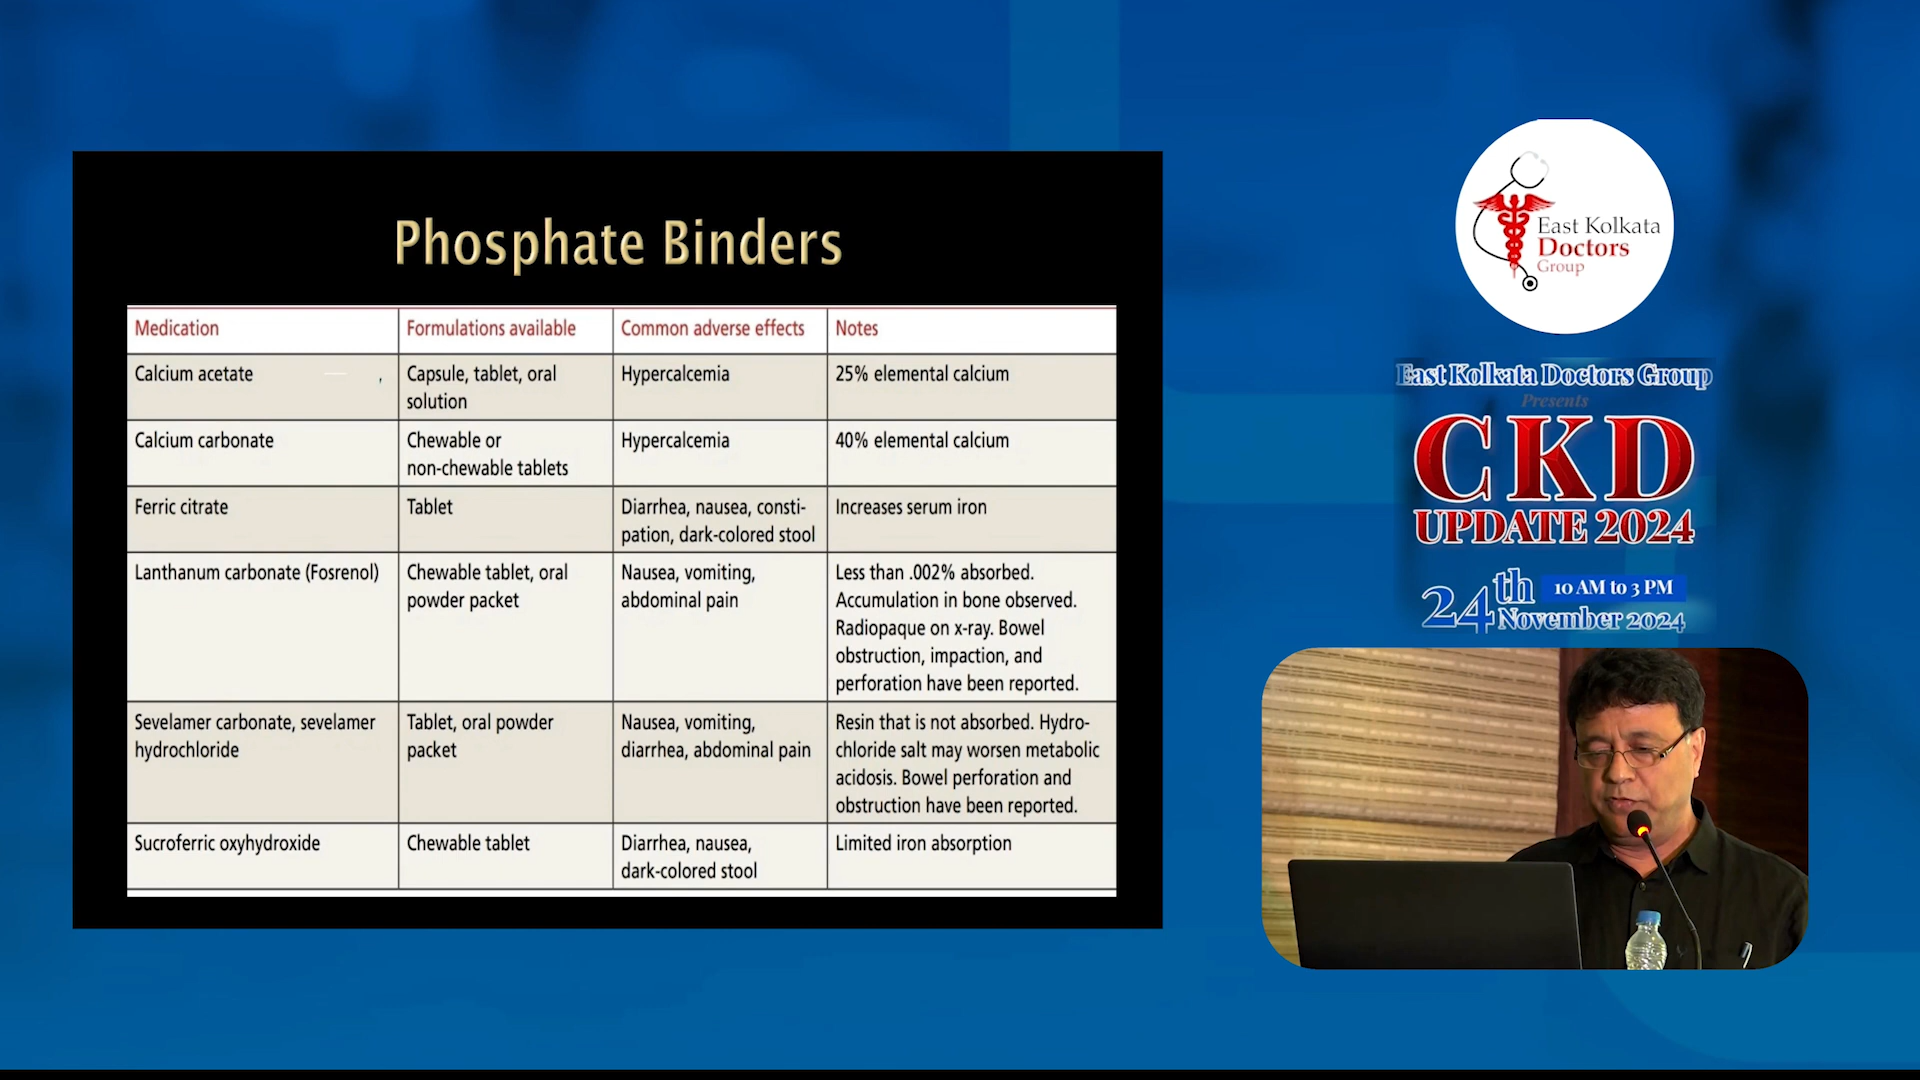 Phosphate Binders
Medication
Formulations available
Common adverse effects
Notes
Calcium acetate
Capsule, tablet, oral
solution
Hypercalcemia
25% elemental calcium
Calcium carbonate
Chewable or
non-chewable tablets
Hypercalcemia
40% elemental calcium
Ferric citrate
Tablet
Diarrhea, nausea, consti-
pation, dark-colored stool
Increases serum iron
Lanthanum carbonate (Fosrenol)
Chewable tablet, oral
powder packet
Nausea, vomiting,
abdominal pain
Less than .002% absorbed.
Accumulation in bone observed.
Radiopaque on x-ray. Bowel
obstruction, impaction, and
perforation have been reported.
Sevelamer carbonate, sevelamer
hydrochloride
Tablet, oral powder
packet
Nausea, vomiting,
diarrhea, abdominal pain
Resin that is not absorbed. Hydro-
chloride salt may worsen metabolic
acidosis. Bowel perforation and
obstruction have been reported.
Sucroferric oxyhydroxide
Chewable tablet
Diarrhea, nausea,
dark-colored stool
Limited iron absorption
East Kolkata
Doctors
Group
East Kolkata Doctors Group
Presents
CKD
UPDATE 2024
24th
10 AM to 3 PM
November 2024